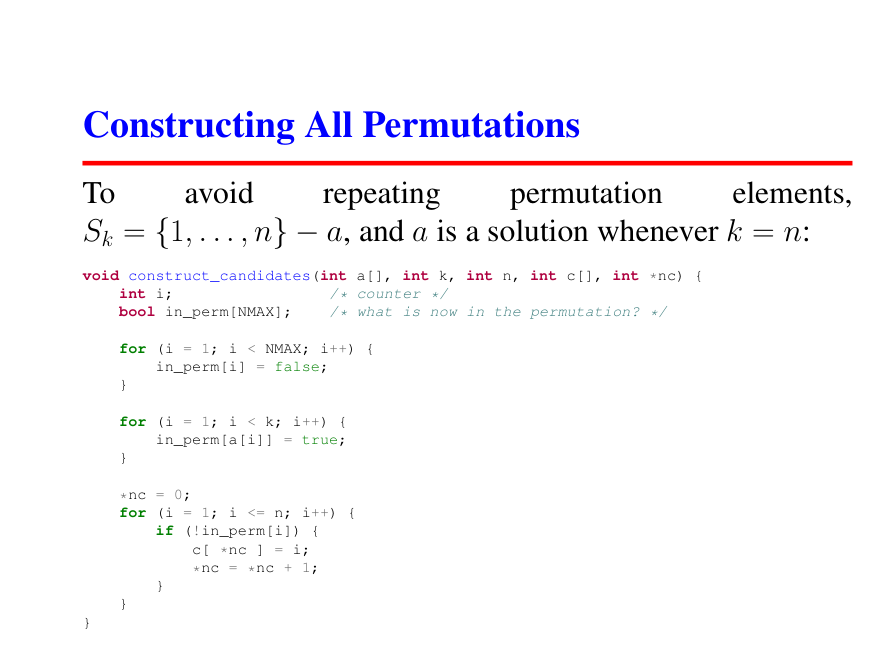 Constructing All Permutations
To avoid repeating permutation elements,
Sₖ = {1, . . . , n} − a, and a is a solution whenever k = n:
void construct_candidates(int a[], int k, int n, int c[], int *nc) {
    int i;                 /* counter */
    bool in_perm[NMAX];    /* what is now in the permutation? */
    for (i = 1; i < NMAX; i++) {
        in_perm[i] = false;
    }
    for (i = 1; i < k; i++) {
        in_perm[a[i]] = true;
    }
    *nc = 0;
    for (i = 1; i <= n; i++) {
        if (!in_perm[i]) {
            c[ *nc ] = i;
            *nc = *nc + 1;
        }
    }
}